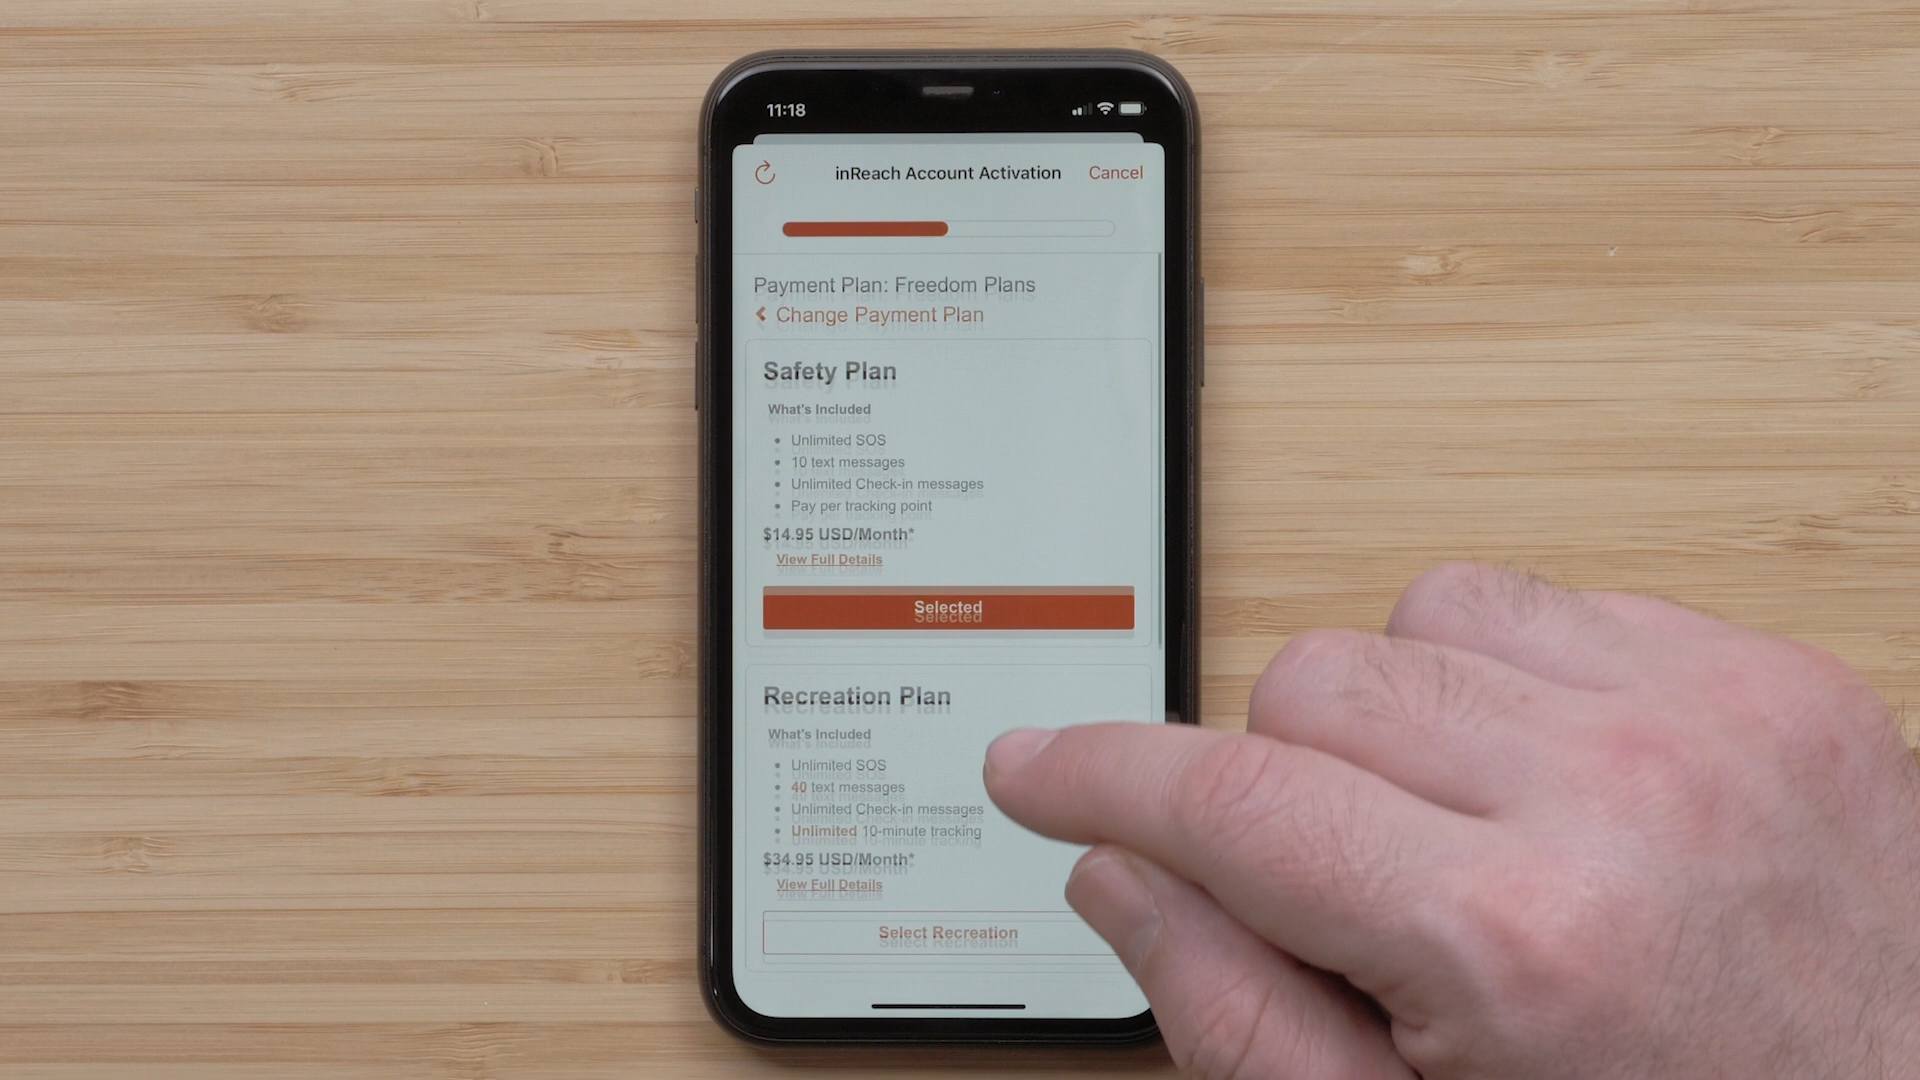 11:18
inReach Account Activation Cancel
Payment Plan: Freedom Plans
Change Payment Plan
Safety Plan
What's Included
Unlimited SOS
10 text messages
Unlimited Check-in messages
Pay per tracking point
$14.95 USD/Month*
View Full Details
Selected
Recreation Plan
What's Included
Unlimited SOS
40 text messages
Unlimited Check-in messages
Unlimited 10-minute tracking
$34.95 USD/Month*
View Full Details
Select Recreation